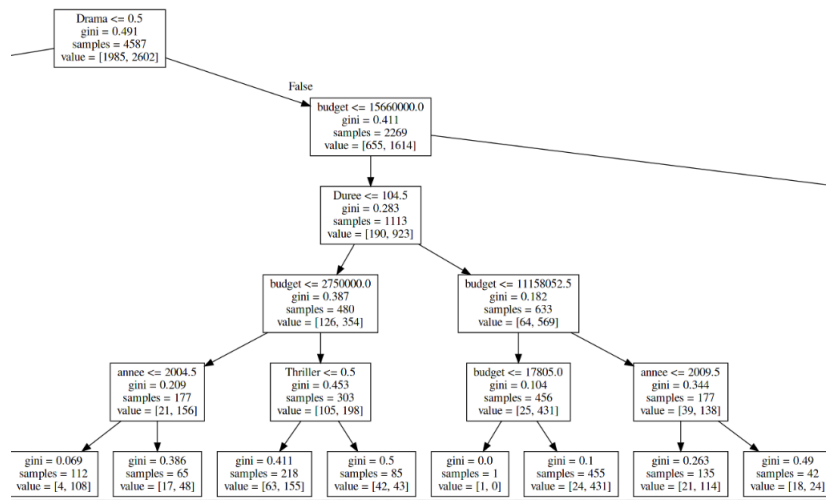 Drama <= 0.5
gini = 0.491
samples = 4587
value = [1985, 2602]
False
budget <= 15660000.0
gini = 0.411
samples = 2269
value = [655, 1614]
Duree <= 104.5
gini = 0.283
samples = 1113
value = [190, 923]
budget <= 2750000.0
gini = 0.387
samples = 480
value = [126, 354]
budget <= 11158052.5
gini = 0.182
samples = 633
value = [64, 569]
annee <= 2004.5
gini = 0.209
samples = 177
value = [21, 156]
Thriller <= 0.5
gini = 0.453
samples = 303
value = [105, 198]
budget <= 17805.0
gini = 0.104
samples = 456
value = [25, 431]
annee <= 2009.5
gini = 0.344
samples = 177
value = [39, 138]
gini = 0.069
samples = 112
value = [4, 108]
gini = 0.386
samples = 65
value = [17, 48]
gini = 0.411
samples = 218
value = [63, 155]
gini = 0.5
samples = 85
value = [42, 43]
gini = 0.0
samples = 1
value = [1, 0]
gini = 0.1
samples = 455
value = [24, 431]
gini = 0.263
samples = 135
value = [21, 114]
gini = 0.49
samples = 42
value = [18, 24]